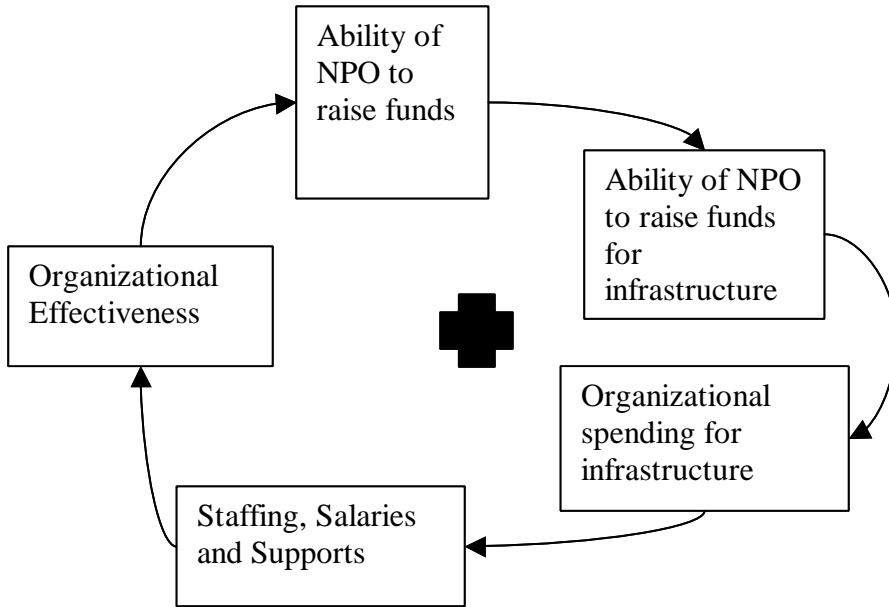 Ability of
NPO to
raise funds
Ability of NPO
to raise funds
for
infrastructure
Organizational
spending for
infrastructure
Staffing, Salaries
and Supports
Organizational
Effectiveness